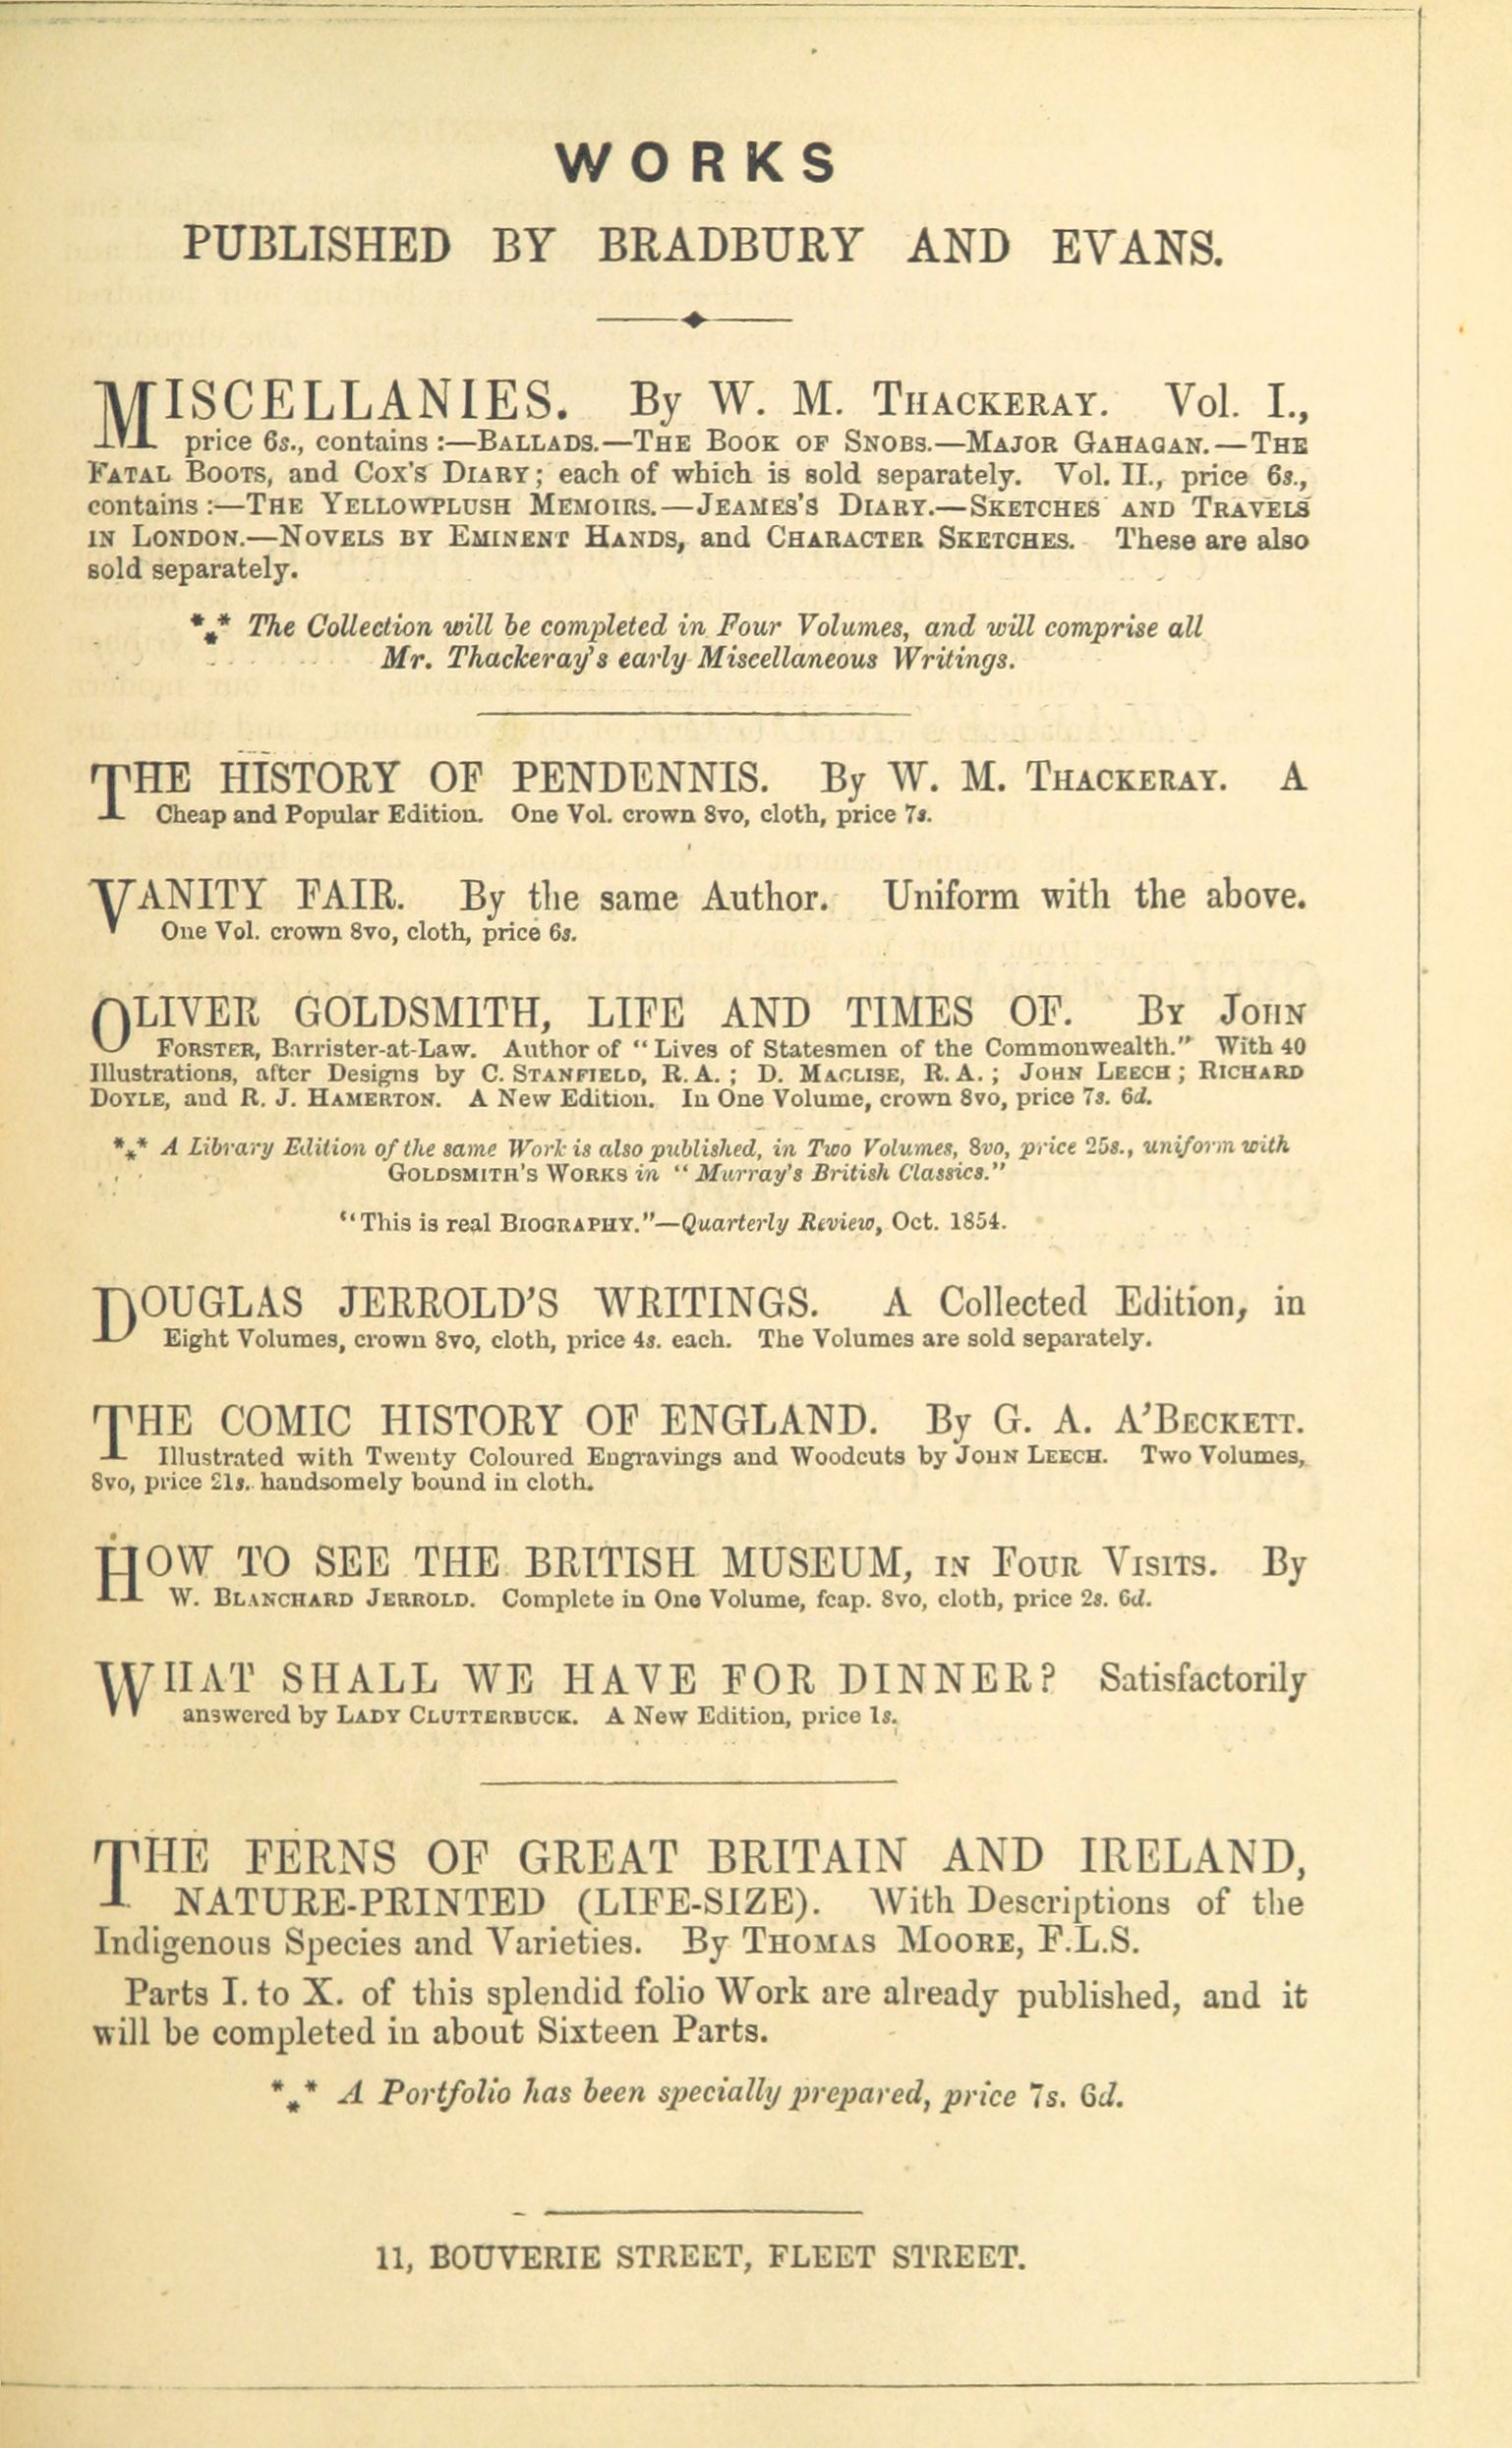 WORKS
PUBLISHED BY BRADBURY AND EVANS.
MISCELLANIES. By W. M. THACKERAY. Vol. I.,
price 6s., contains :—BALLADS.—THE BOOK OF SNOBS.—MAJOR GAHAGAN.—THE
FATAL BOOTS, and COX'S DIARY; each of which is sold separately. Vol. II., price 6s.,
contains :—THE YELLOWPLUSH MEMOIRS.—JEAMES'S DIARY.—SKETCHES AND TRAVELS
IN LONDON.—NOVELS BY EMINENT HANDS, and CHARACTER SKETCHES. These are also
sold separately.
*** The Collection will be completed in Four Volumes, and will comprise all
Mr. Thackeray's early Miscellaneous Writings.
THE HISTORY OF PENDENNIS. By W. M. THACKERAY. A
Cheap and Popular Edition. One Vol. crown 8vo, cloth, price 7s.
VANITY FAIR. By the same Author. Uniform with the above.
One Vol. crown 8vo, cloth, price 6s.
OLIVER GOLDSMITH, LIFE AND TIMES OF. BY JOHN
FORSTER, Barrister-at-Law. Author of "Lives of Statesmen of the Commonwealth." With 40
Illustrations, after Designs by C. STANFIELD, R.A.; D. MACLISE, R.A.; JOHN LEECH; RICHARD
DOYLE, and R. J. HAMERTON. A New Edition. In One Volume, crown 8vo, price 7s. 6d.
*** A Library Edition of the same Work is also published, in Two Volumes, 8vo, price 25s., uniform with
GOLDSMITH'S WORKS in "Murray's British Classics."
"This is real BIOGRAPHY."—Quarterly Review, Oct. 1854.
DOUGLAS JERROLD'S WRITINGS. A Collected Edition, in
Eight Volumes, crown 8vo, cloth, price 4s. each. The Volumes are sold separately.
THE COMIC HISTORY OF ENGLAND. By G. A. A'BECKETT.
Illustrated with Twenty Coloured Engravings and Woodcuts by JOHN LEECH. Two Volumes,
8vo, price 21s. handsomely bound in cloth.
HOW TO SEE THE BRITISH MUSEUM, IN FOUR VISITS. By
W. BLANCHARD JERROLD. Complete in One Volume, fcap. 8vo, cloth, price 2s. 6d.
WHAT SHALL WE HAVE FOR DINNER? Satisfactorily
answered by LADY CLUTTERBUCK. A New Edition, price 1s.
THE FERNS OF GREAT BRITAIN AND IRELAND,
NATURE-PRINTED (LIFE-SIZE). With Descriptions of the
Indigenous Species and Varieties. By THOMAS MOORE, F.L.S.
Parts I. to X. of this splendid folio Work are already published, and it
will be completed in about Sixteen Parts.
*** A Portfolio has been specially prepared, price 7s. 6d.
11, BOUVERIE STREET, FLEET STREET.